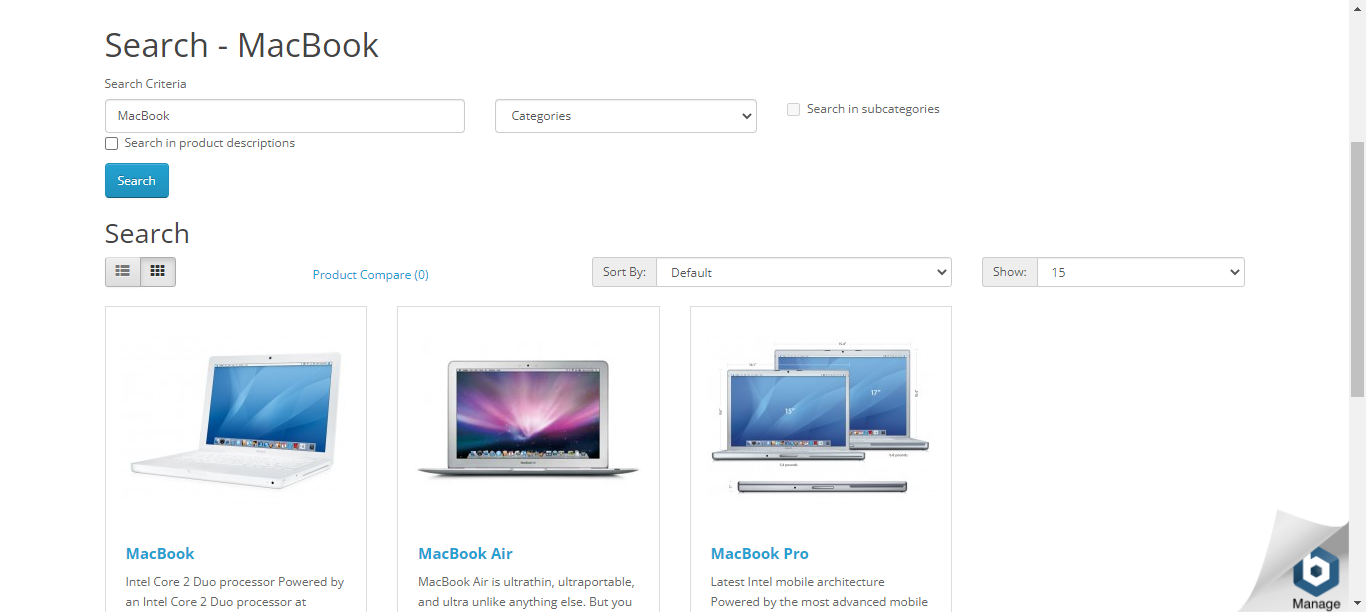 Search - MacBook
Search Criteria
MacBook
Categories
Search in subcategories
Search in product descriptions
Search
Search
Product Compare (0)
Sort By:
Default
Show:
15
15"
17"
MacBook
MacBook Air
MacBook Pro
Intel Core 2 Duo processor Powered by
an Intel Core 2 Duo processor at
MacBook Air is ultrathin, ultraportable,
and ultra unlike anything else. But you
Latest Intel mobile architecture
Powered by the most advanced mobile
Manage